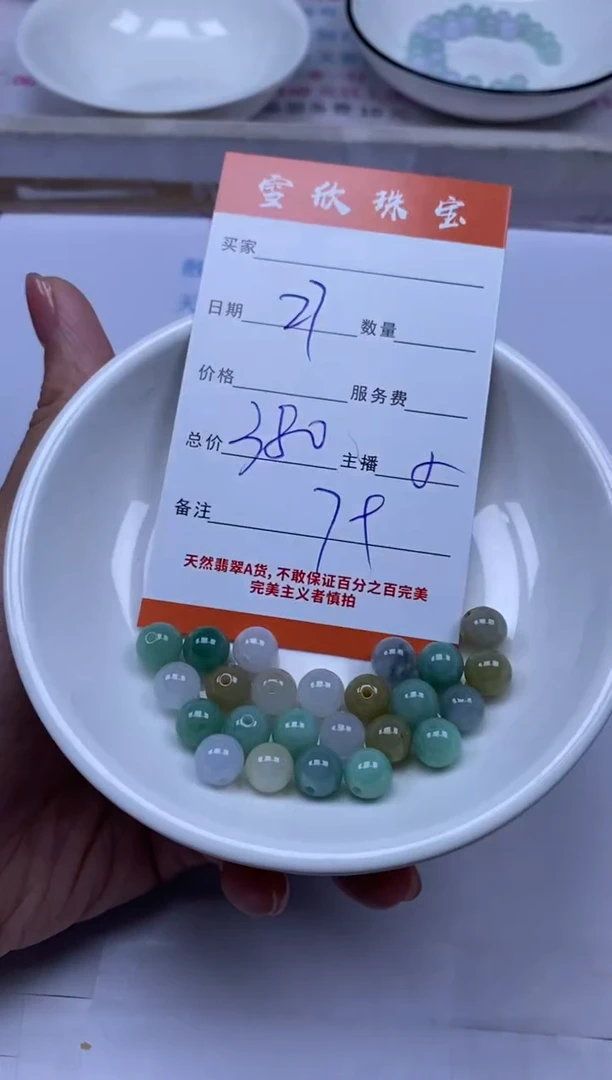 雪欣珠宝
买家
日期 21 数量
价格 服务费
总价 380 主播
备注
天然翡翠A货，不敢保证百分之百完美
完美主义者慎拍